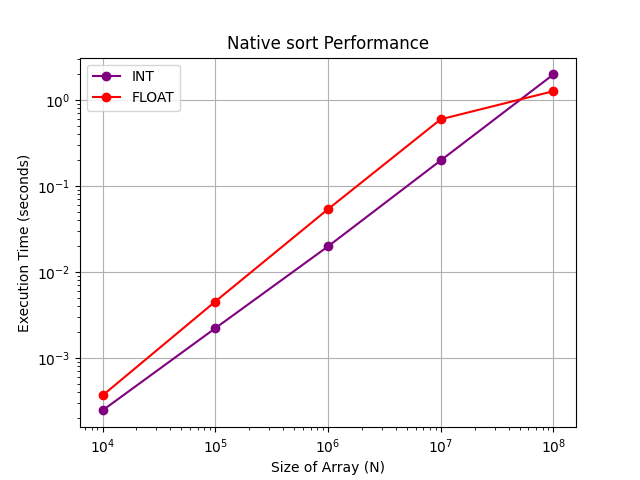 Native sort Performance
INT
FLOAT
Execution Time (seconds)
10⁰
10⁻¹
10⁻²
10⁻³
10⁴ 10⁵ 10⁶ 10⁷ 10⁸
Size of Array (N)